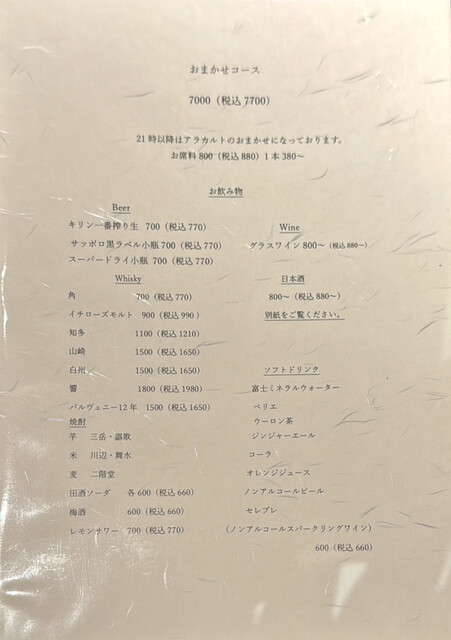 おまかせコース
7000（税込 7700）
21時以降はアラカルトのおまかせになっております。
お席料 800（税込 880）1 本 380～
お飲み物
Beer
キリン一番搾り生 700（税込 770）
サッポロ黒ラベル小瓶 700（税込 770）
スーパードライ小瓶 700（税込 770）
Wine
グラスワイン 800～（税込 880～）
Whisky
角 700（税込 770）
イチローズモルト 900（税込 990 ）
知多 1100（税込 1210）
山崎 1500（税込 1650）
白州 1500（税込 1650）
響 1800（税込 1980）
バルヴェニー12 年 1500（税込 1650）
日本酒
800～（税込 880～）
別紙をご覧ください。
焼酎
芋 三岳・謳歌
米 川辺・舞水
麦 二階堂
田酒ソーダ 各 600（税込 660）
梅酒 600（税込 660）
レモンサワー 700（税込 770）
ソフトドリンク
富士ミネラルウォーター
ペリエ
ウーロン茶
ジンジャーエール
コーラ
オレンジジュース
ノンアルコールビール
セレブレ
（ノンアルコールスパークリングワイン）
600（税込 660）